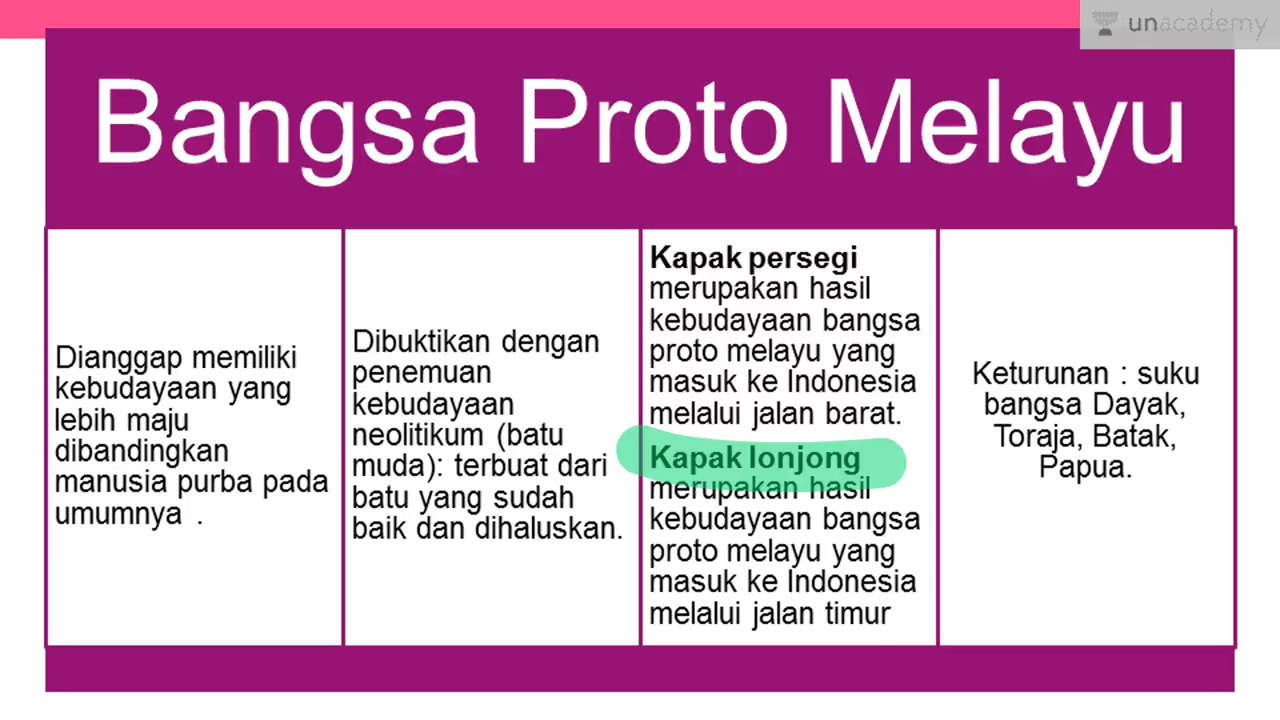 unacademy
Bangsa Proto Melayu
Dianggap memiliki
kebudayaan yang
lebih maju
dibandingkan
manusia purba pada
umumnya .
Dibuktikan dengan
penemuan
kebudayaan
neolitikum (batu
muda): terbuat dari
batu yang sudah
baik dan dihaluskan.
Kapak persegi
merupakan hasil
kebudayaan bangsa
proto melayu yang
masuk ke Indonesia
melalui jalan barat.
Kapak lonjong
merupakan hasil
kebudayaan bangsa
proto melayu yang
masuk ke Indonesia
melalui jalan timur
Keturunan : suku
bangsa Dayak,
Toraja, Batak,
Papua.